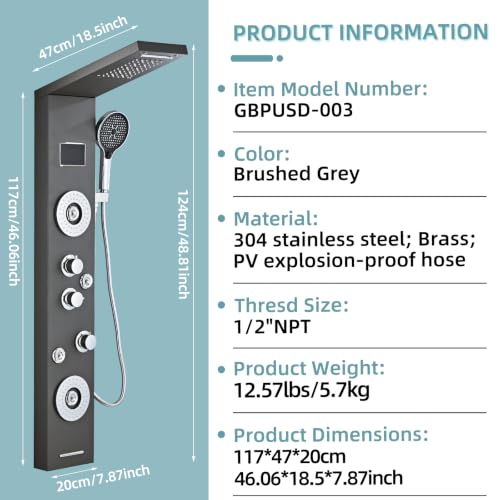 47cm/18.5inch
117cm/46.06inch
124cm/48.81inch
20cm/7.87inch
PRODUCT INFORMATION
Item Model Number:
GBPUSD-003
Color:
Brushed Grey
Material:
304 stainless steel; Brass;
PV explosion-proof hose
Thresd Size:
1/2"NPT
Product Weight:
12.57lbs/5.7kg
Product Dimensions:
117*47*20cm
46.06*18.5*7.87inch